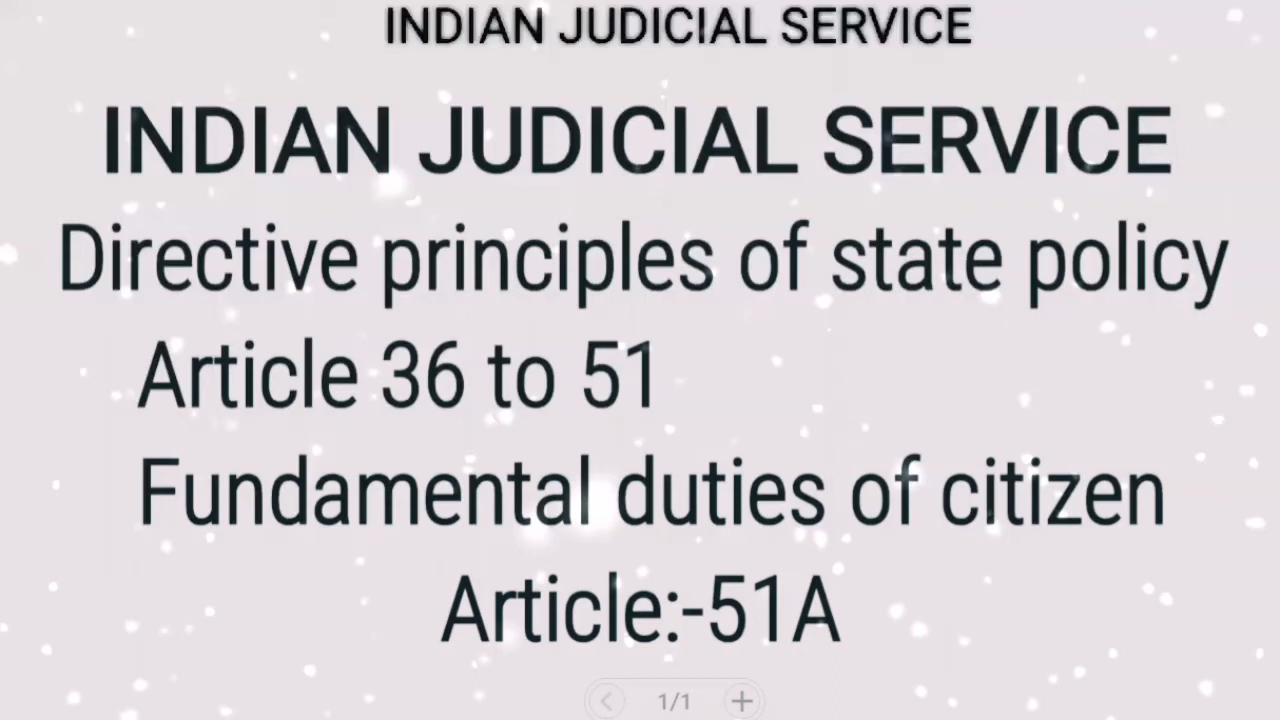 INDIAN JUDICIAL SERVICE
INDIAN JUDICIAL SERVICE
Directive principles of state policy
Article 36 to 51
Fundamental duties of citizen
Article:-51A
1/1